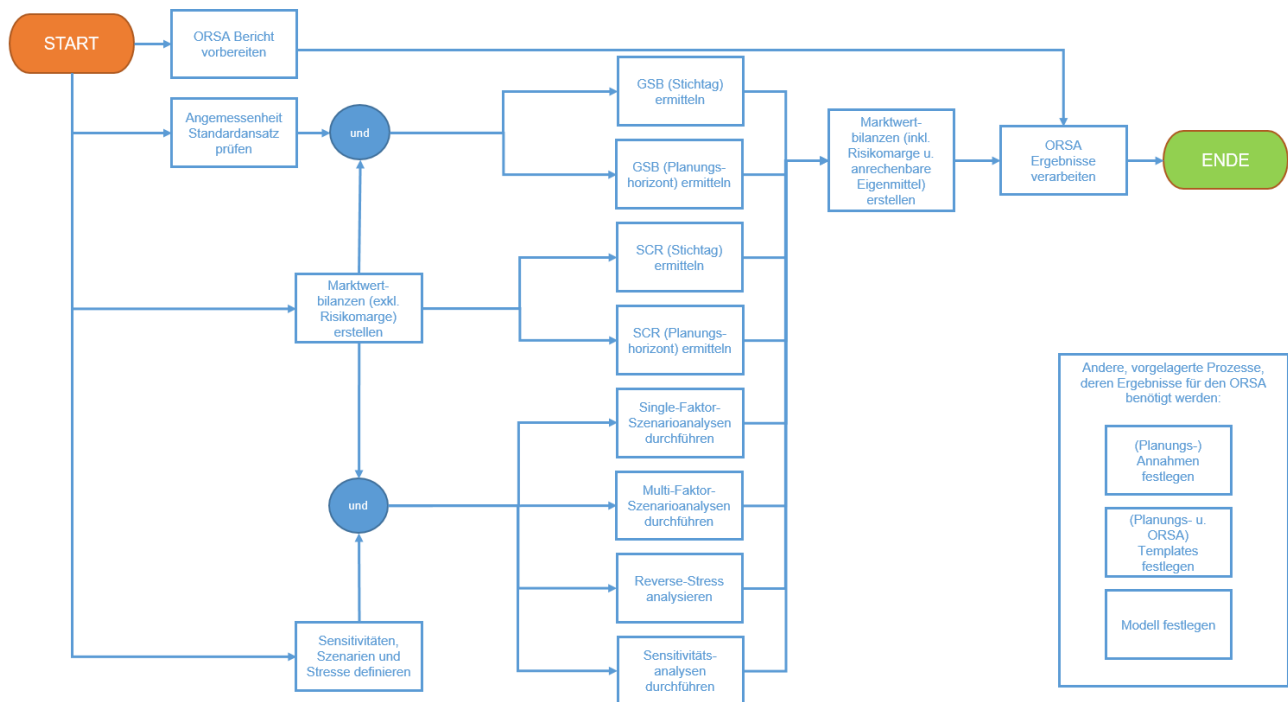 START
ORSA Bericht
vorbereiten
Angemessenheit
Standardansatz
prüfen
und
GSB (Stichtag)
ermitteln
GSB (Planungs-
horizont) ermitteln
Marktwert-
bilanzen (inkl.
Risikomarge u.
anrechenbare
Eigenmittel)
erstellen
ORSA
Ergebnisse
verarbeiten
ENDE
Marktwert-
bilanzen (exkl.
Risikomarge)
erstellen
SCR (Stichtag)
ermitteln
SCR (Planungs-
horizont) ermitteln
und
Single-Faktor-
Szenarioanalysen
durchführen
Multi-Faktor-
Szenarioanalysen
durchführen
Reverse-Stress
analysieren
Sensitivitäten,
Szenarien und
Stresse definieren
Sensitivitäts-
analysen
durchführen
Andere, vorgelagerte Prozesse,
deren Ergebnisse für den ORSA
benötigt werden:
(Planungs-)
Annahmen
festlegen
(Planungs- u.
ORSA)
Templates
festlegen
Modell festlegen